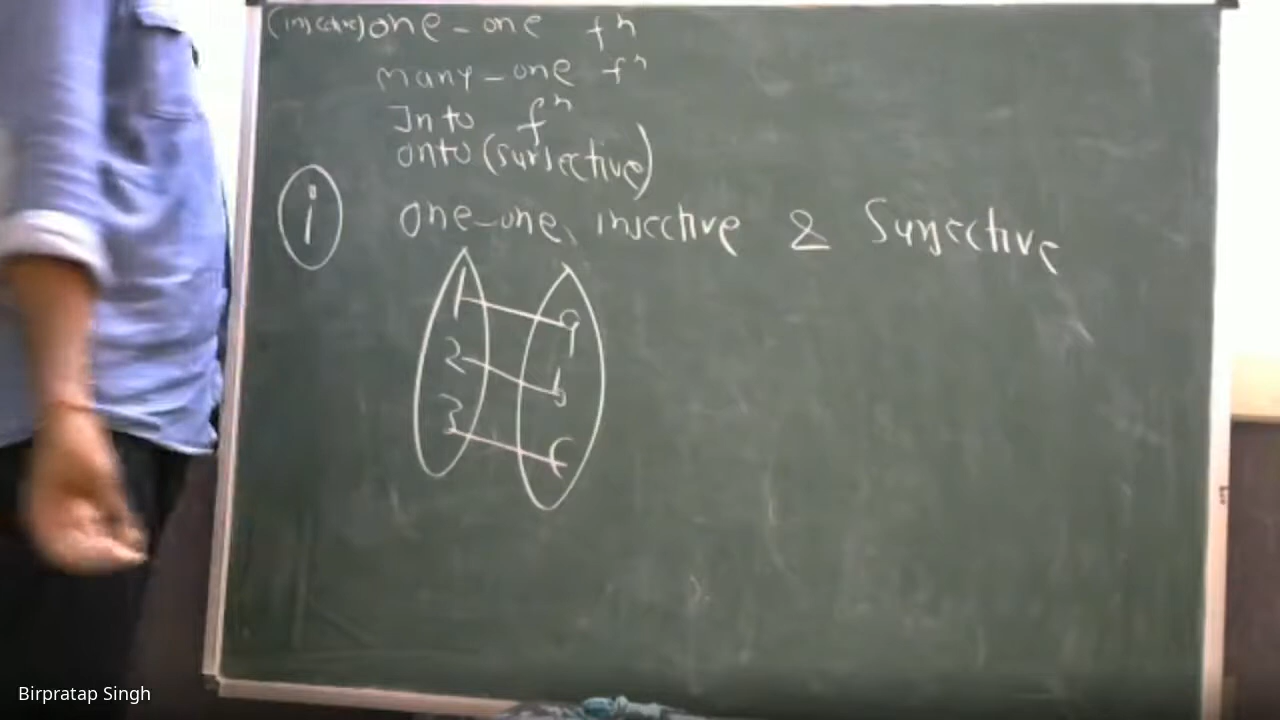 (injective) one - one fⁿ
many - one fⁿ
Into fⁿ
onto (surjective)
i one-one, injective & Surjective
1 a
2 b
3 c
Birpratap Singh